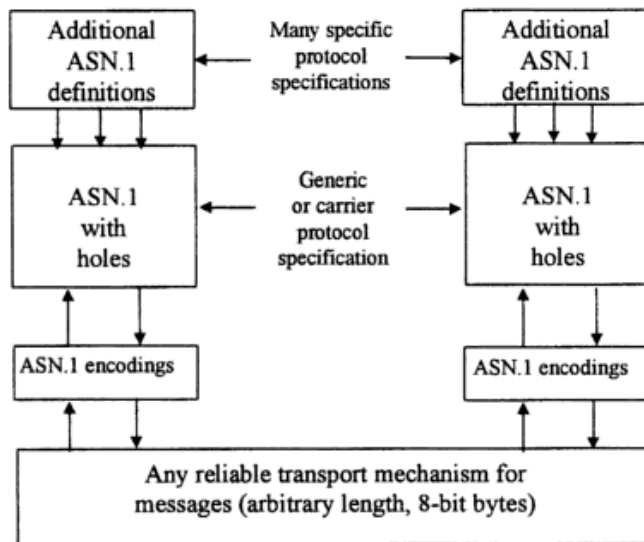 Additional
ASN.1
definitions
Many specific
protocol
specifications
Additional
ASN.1
definitions
ASN.1
with
holes
Generic
or carrier
protocol
specification
ASN.1
with
holes
ASN.1 encodings
ASN.1 encodings
Any reliable transport mechanism for
messages (arbitrary length, 8-bit bytes)